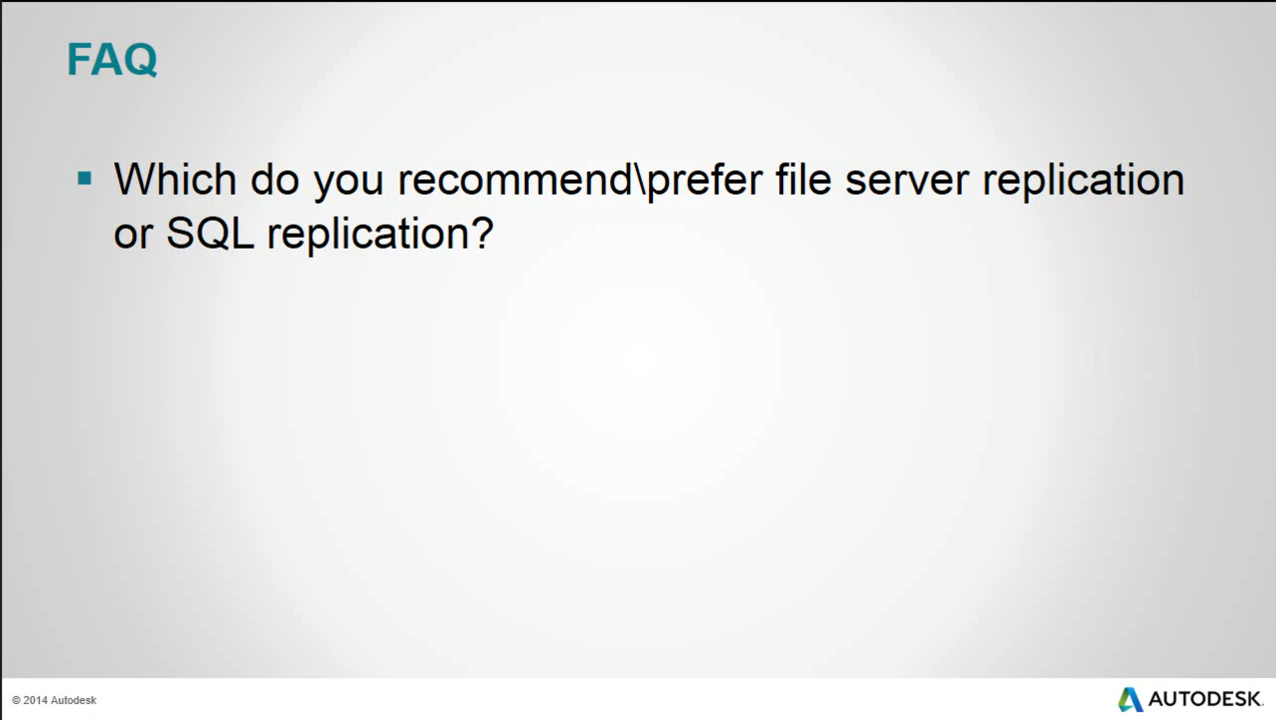 FAQ
▪ Which do you recommend\prefer file server replication
or SQL replication?
© 2014 Autodesk
AUTODESK.